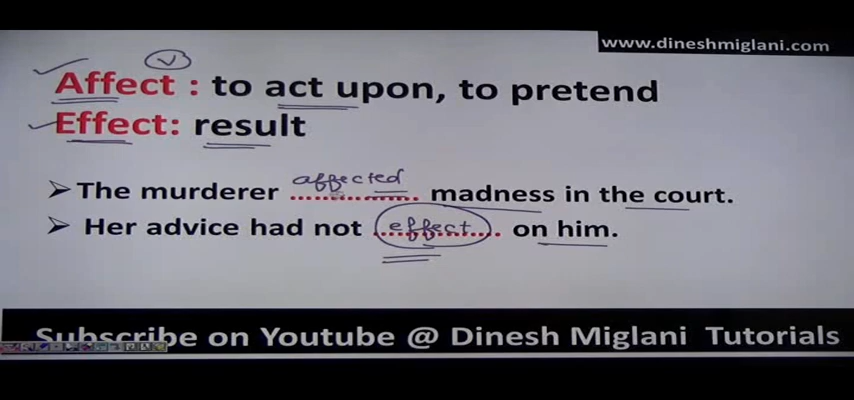 www.dineshmiglani.com
(v)
Affect : to act upon, to pretend
Effect: result
➢ The murderer affected madness in the court.
➢ Her advice had not effect on him.
Subscribe on Youtube @ Dinesh Miglani Tutorials